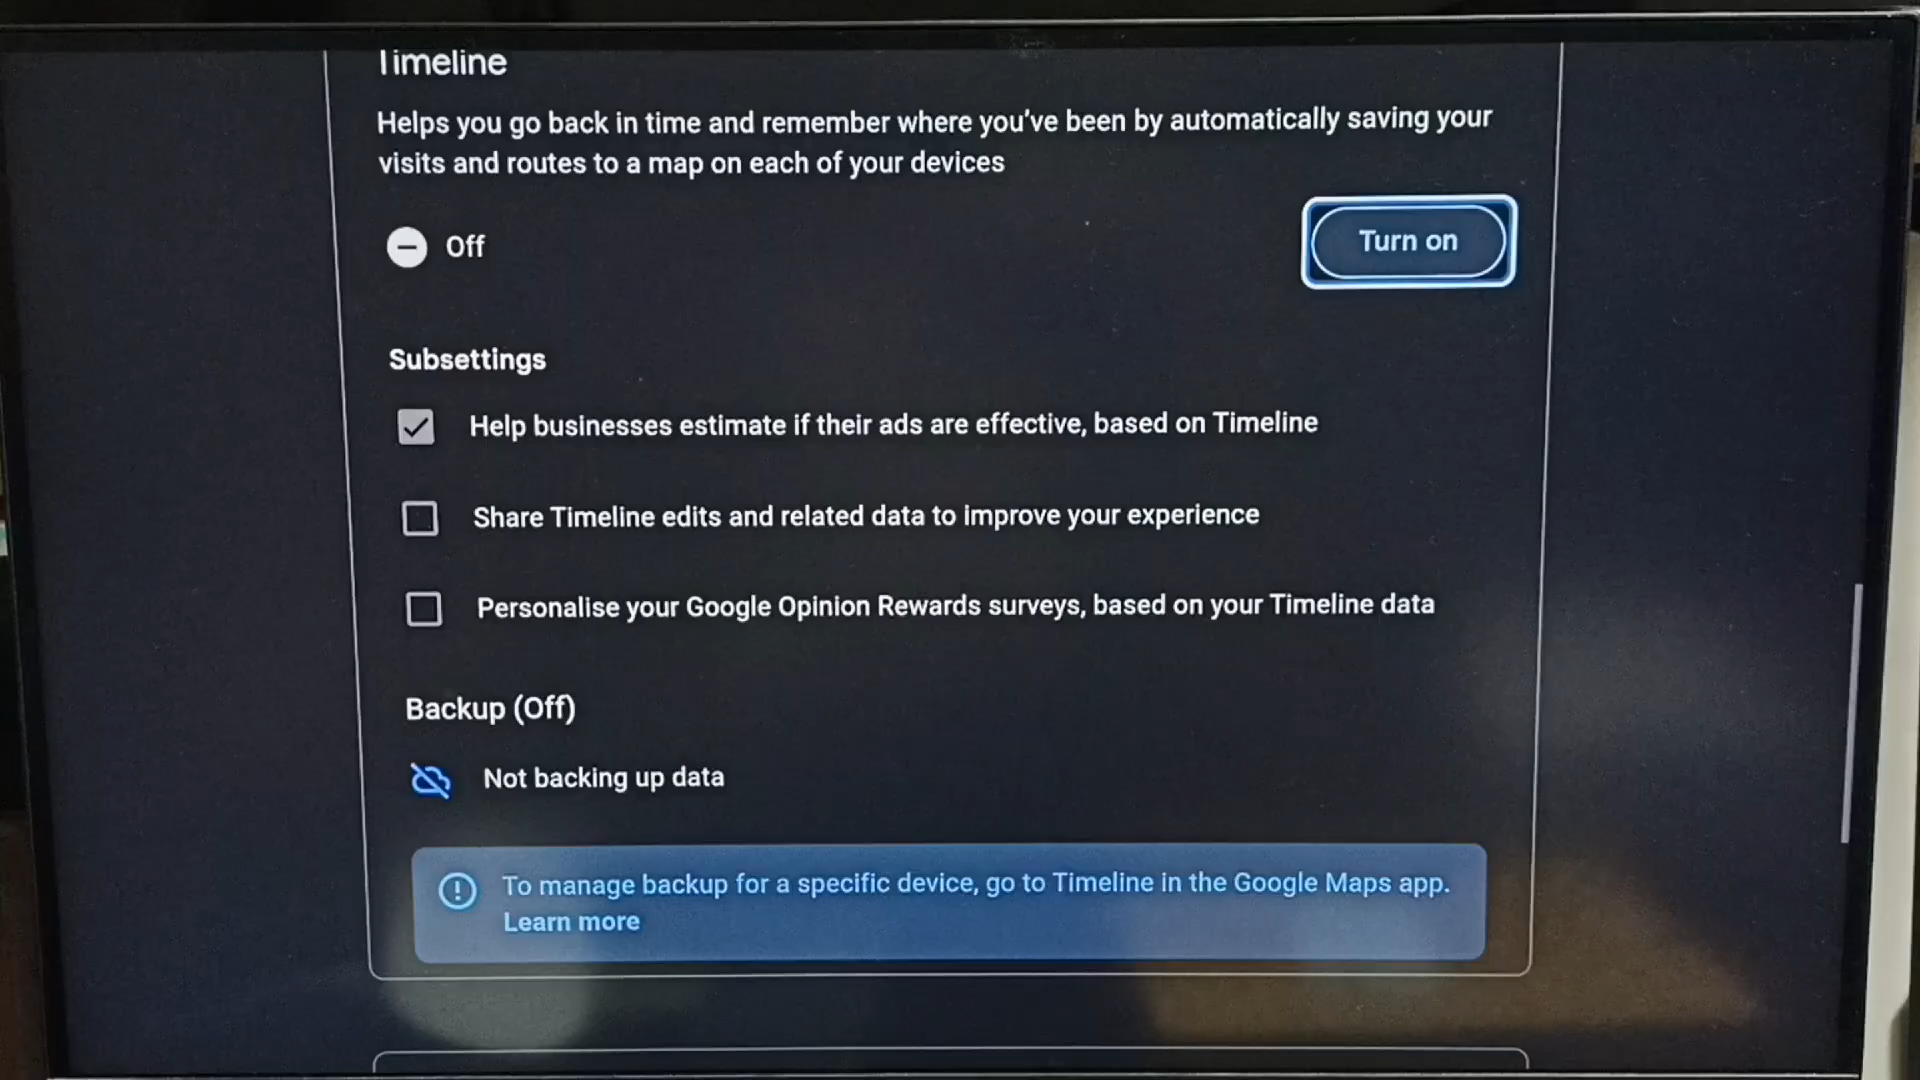 Timeline
Helps you go back in time and remember where you've been by automatically saving your
visits and routes to a map on each of your devices
Off
Turn on
Subsettings
Help businesses estimate if their ads are effective, based on Timeline
Share Timeline edits and related data to improve your experience
Personalise your Google Opinion Rewards surveys, based on your Timeline data
Backup (Off)
Not backing up data
To manage backup for a specific device, go to Timeline in the Google Maps app.
Learn more